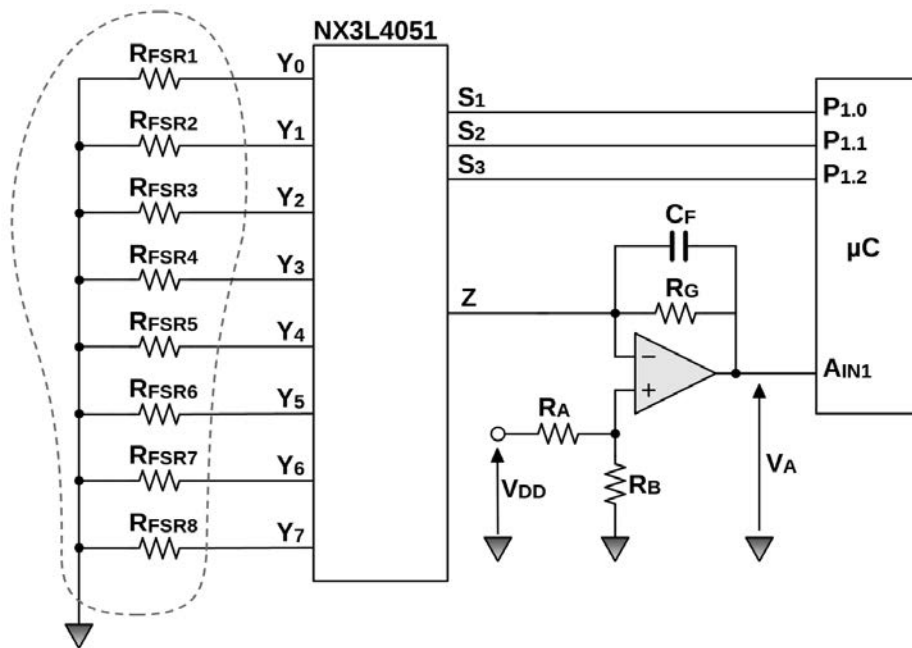 NX3L4051
RFSR1 Y0
RFSR2 Y1
RFSR3 Y2
RFSR4 Y3
RFSR5 Y4
RFSR6 Y5
RFSR7 Y6
RFSR8 Y7
S1 P1.0
S2 P1.1
S3 P1.2
CF
µC
RG
Z
−
+
AIN1
RA
VDD
RB
VA